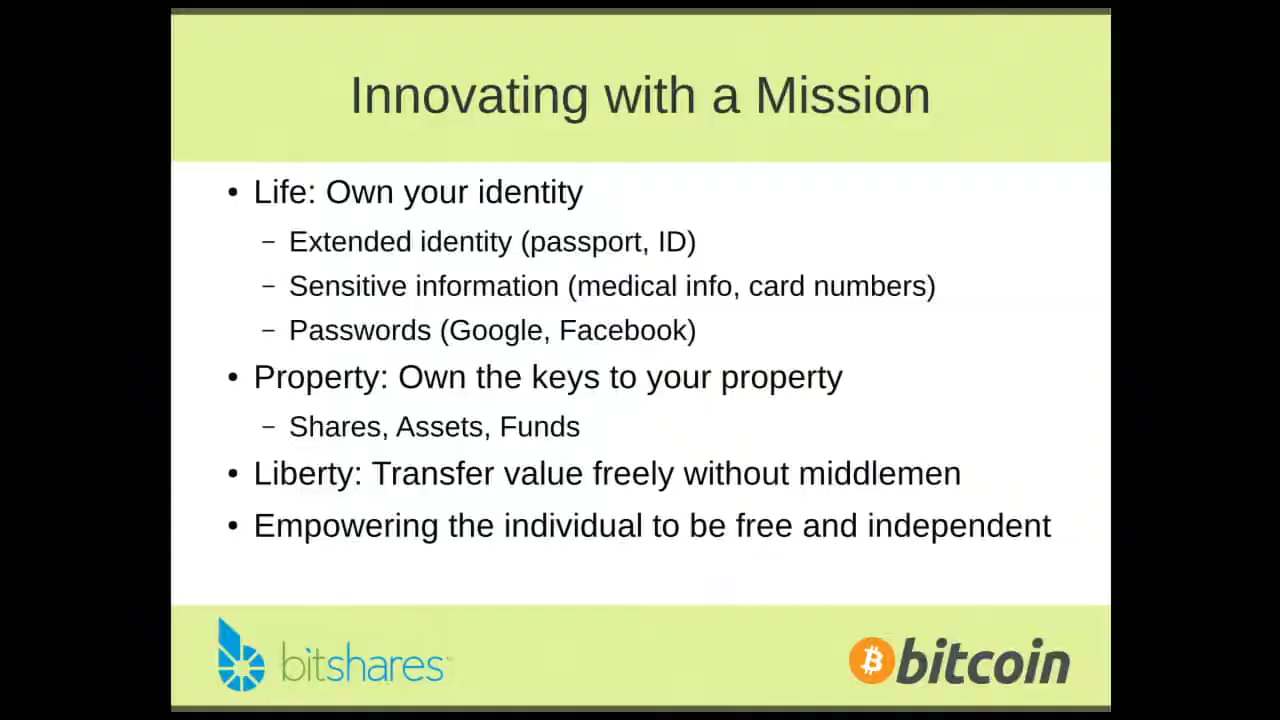 Innovating with a Mission
• Life: Own your identity
– Extended identity (passport, ID)
– Sensitive information (medical info, card numbers)
– Passwords (Google, Facebook)
• Property: Own the keys to your property
– Shares, Assets, Funds
• Liberty: Transfer value freely without middlemen
• Empowering the individual to be free and independent
bitshares™
bitcoin